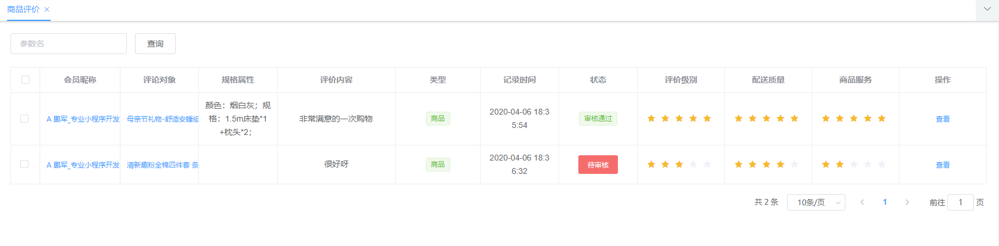 商品评价 ×
参数名 查询
会员昵称 评论对象 规格属性 评价内容 类型 记录时间 状态 评价级别 配送质量 商品服务 操作
A 鹏军_专业小程序开发 母亲节礼物-舒适安睡组 颜色：烟白灰；规 非常满意的一次购物 商品 2020-04-06 18:3 审核通过 查看
格：1.5m床垫*1 5:54
+枕头*2；
A 鹏军_专业小程序开发 清新趣粉全棉四件套 条 很好呀 商品 2020-04-06 18:3 待审核 查看
6:32
共 2 条 10条/页 1 前往 1 页